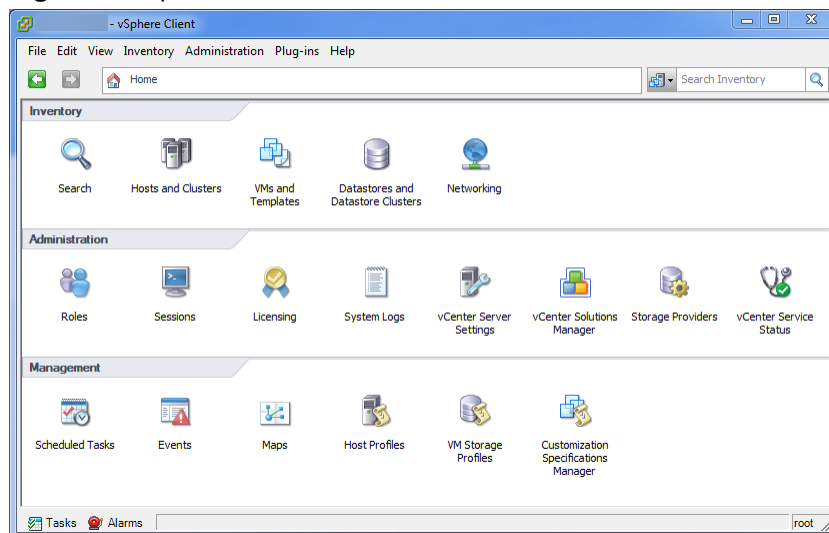 - vSphere Client
File Edit View Inventory Administration Plug-ins Help
Home
Search Inventory
Inventory
Search
Hosts and Clusters
VMs and
Templates
Datastores and
Datastore Clusters
Networking
Administration
Roles
Sessions
Licensing
System Logs
vCenter Server
Settings
vCenter Solutions
Manager
Storage Providers
vCenter Service
Status
Management
Scheduled Tasks
Events
Maps
Host Profiles
VM Storage
Profiles
Customization
Specifications
Manager
Tasks Alarms
root